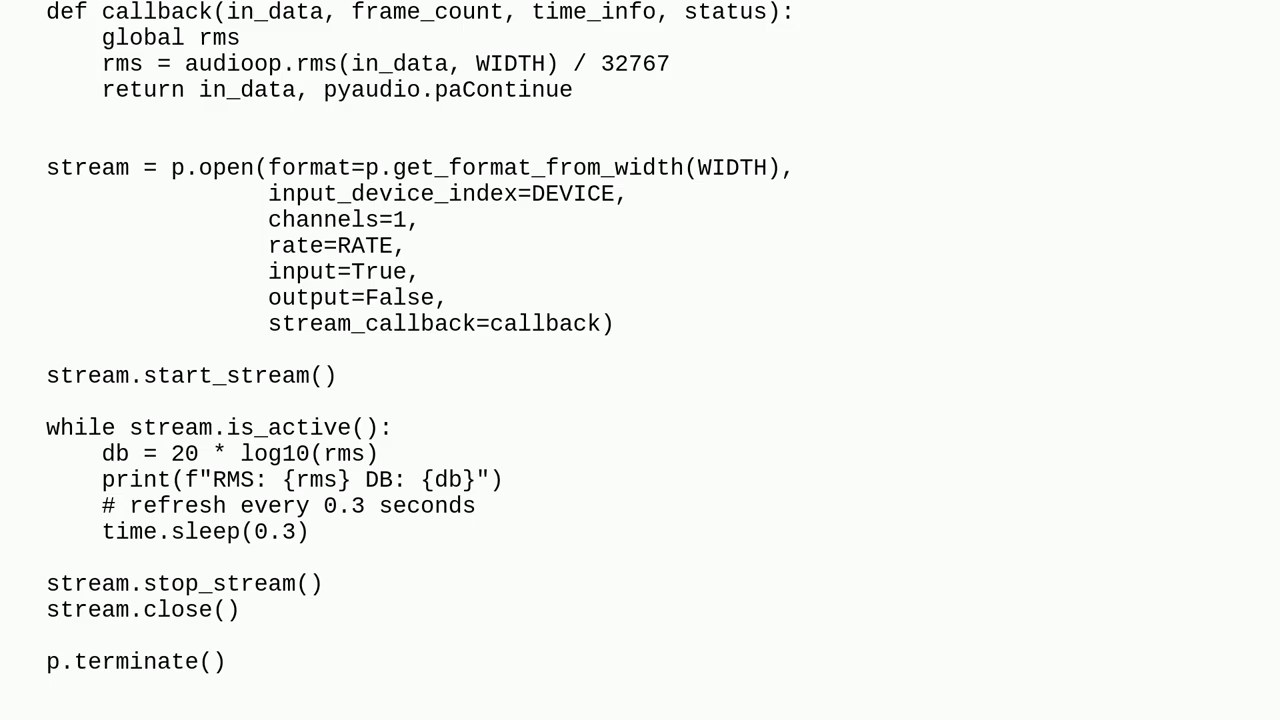 def callback(in_data, frame_count, time_info, status):
    global rms
    rms = audioop.rms(in_data, WIDTH) / 32767
    return in_data, pyaudio.paContinue


stream = p.open(format=p.get_format_from_width(WIDTH),
                input_device_index=DEVICE,
                channels=1,
                rate=RATE,
                input=True,
                output=False,
                stream_callback=callback)

stream.start_stream()

while stream.is_active():
    db = 20 * log10(rms)
    print(f"RMS: {rms} DB: {db}")
    # refresh every 0.3 seconds
    time.sleep(0.3)

stream.stop_stream()
stream.close()

p.terminate()